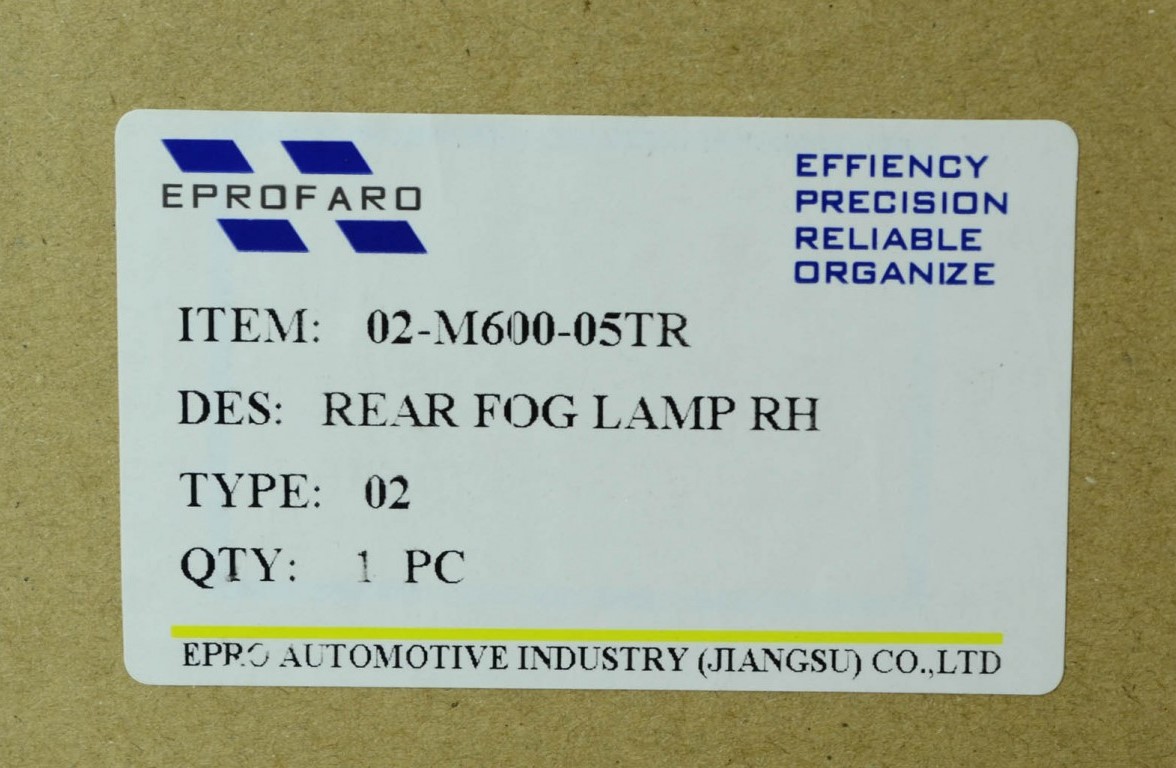 EPROFARO
EFFIENCY
PRECISION
RELIABLE
ORGANIZE
ITEM: 02-M600-05TR
DES: REAR FOG LAMP RH
TYPE: 02
QTY: 1 PC
EPRO AUTOMOTIVE INDUSTRY (JIANGSU) CO.,LTD